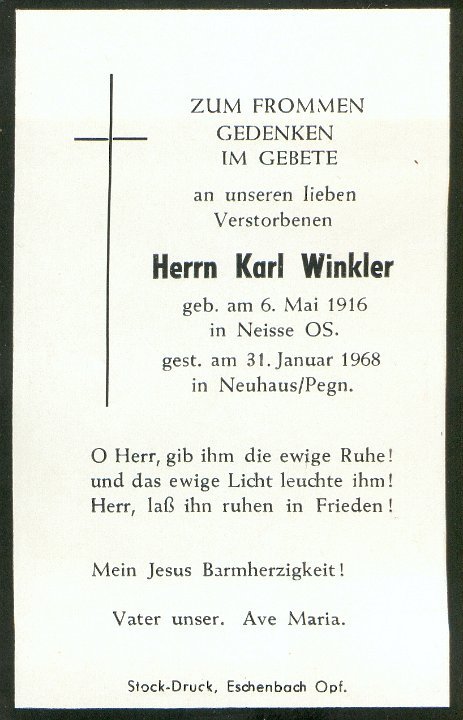 ZUM FROMMEN
GEDENKEN
IM GEBETE
an unseren lieben
Verstorbenen
Herrn Karl Winkler
geb. am 6. Mai 1916
in Neisse OS.
gest. am 31. Januar 1968
in Neuhaus/Pegn.
O Herr, gib ihm die ewige Ruhe!
und das ewige Licht leuchte ihm!
Herr, laß ihn ruhen in Frieden!
Mein Jesus Barmherzigkeit!
Vater unser. Ave Maria.
Stock-Druck, Eschenbach Opf.